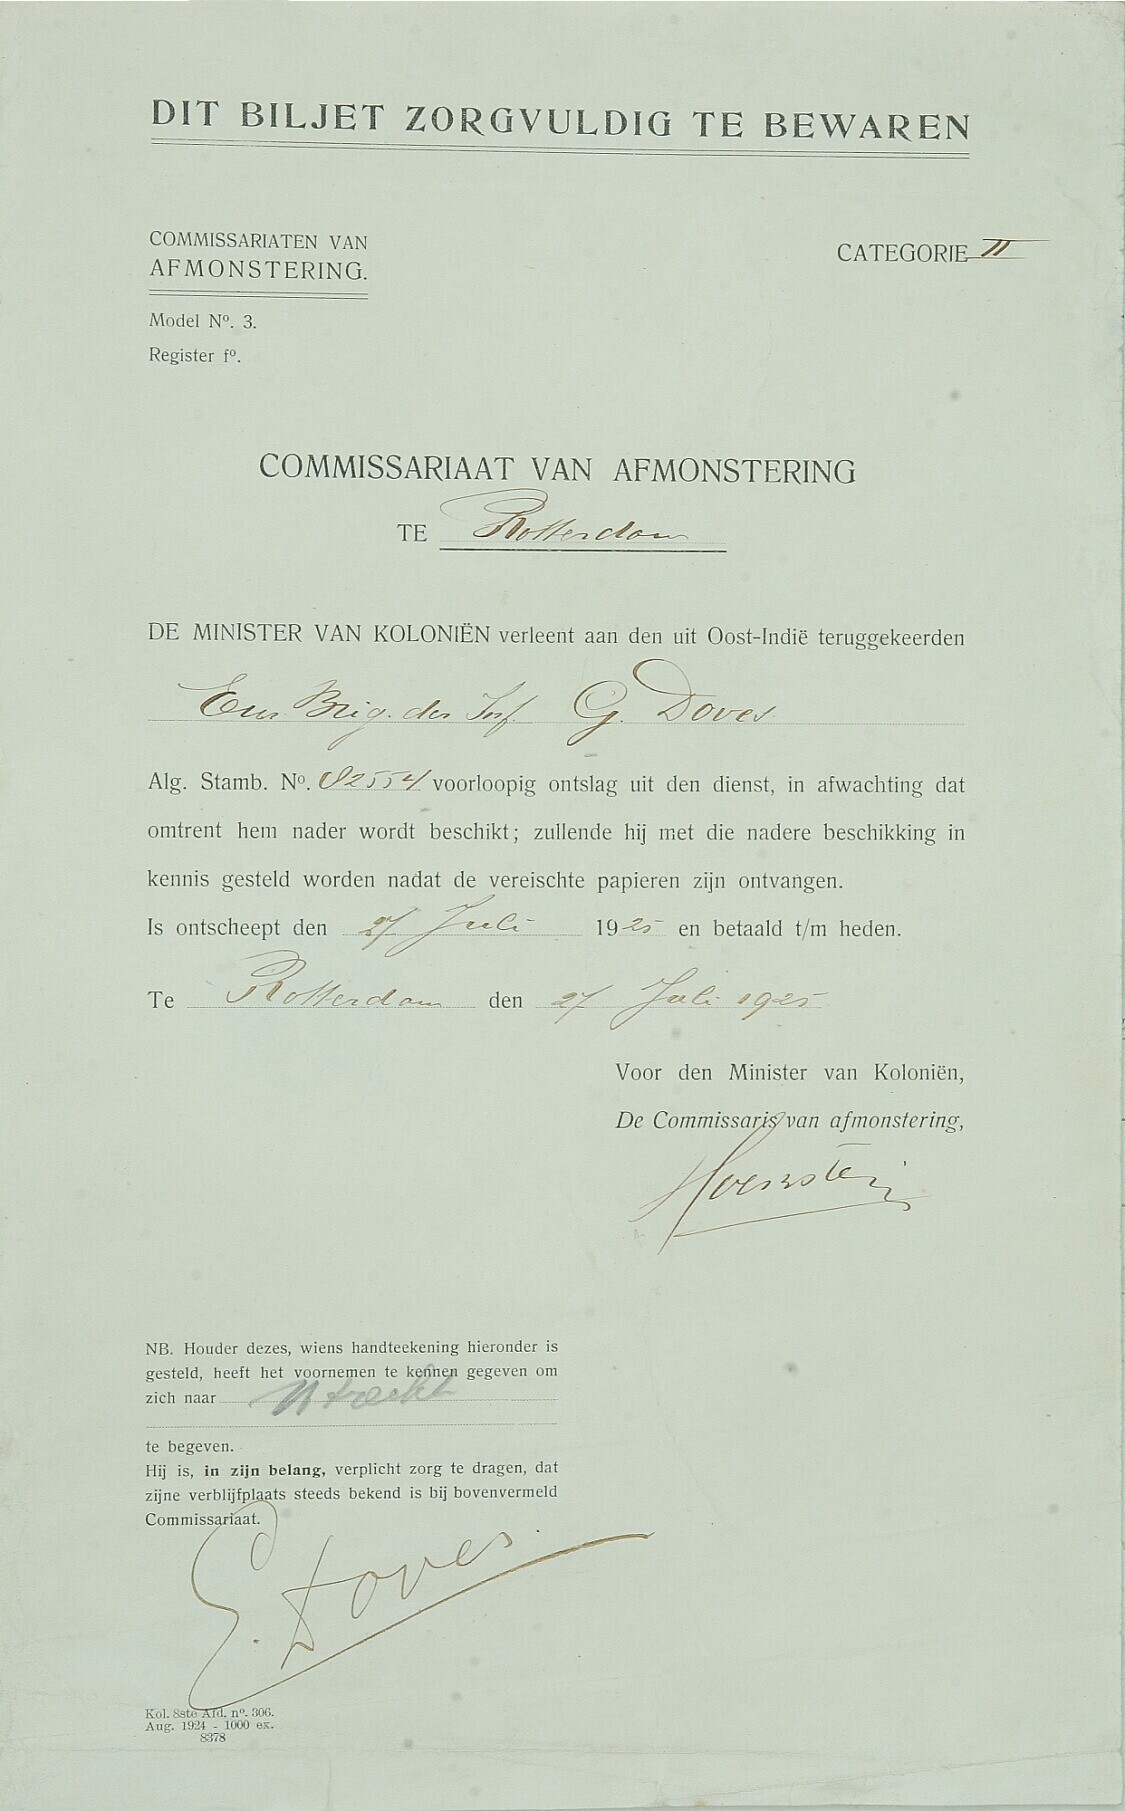 DIT BILJET ZORGVULDIG TE BEWAREN
COMMISSARIATEN VAN
AFMONSTERING.
CATEGORIE II
Model Nº. 3.
Register fº.
COMMISSARIAAT VAN AFMONSTERING
TE Rotterdam
DE MINISTER VAN KOLONIËN verleent aan den uit Oost-Indië teruggekeerden
Eur. Brig. der Inf. G. Doves
Alg. Stamb. Nº. 82554 voorloopig ontslag uit den dienst, in afwachting dat
omtrent hem nader wordt beschikt; zullende hij met die nadere beschikking in
kennis gesteld worden nadat de vereischte papieren zijn ontvangen.
Is ontscheept den 27 Juli 1925 en betaald t/m heden.
Te Rotterdam den 27 Juli 1925
Voor den Minister van Koloniën,
De Commissaris van afmonstering,
NB. Houder dezes, wiens handteekening hieronder is
gesteld, heeft het voornemen te kennen gegeven om
zich naar Utrecht
te begeven.
Hij is, in zijn belang, verplicht zorg te dragen, dat
zijne verblijfplaats steeds bekend is bij bovenvermeld
Commissariaat.
G. Doves
Kol. 8ste Afd. nº. 306.
Aug. 1924 - 1000 ex.
8378